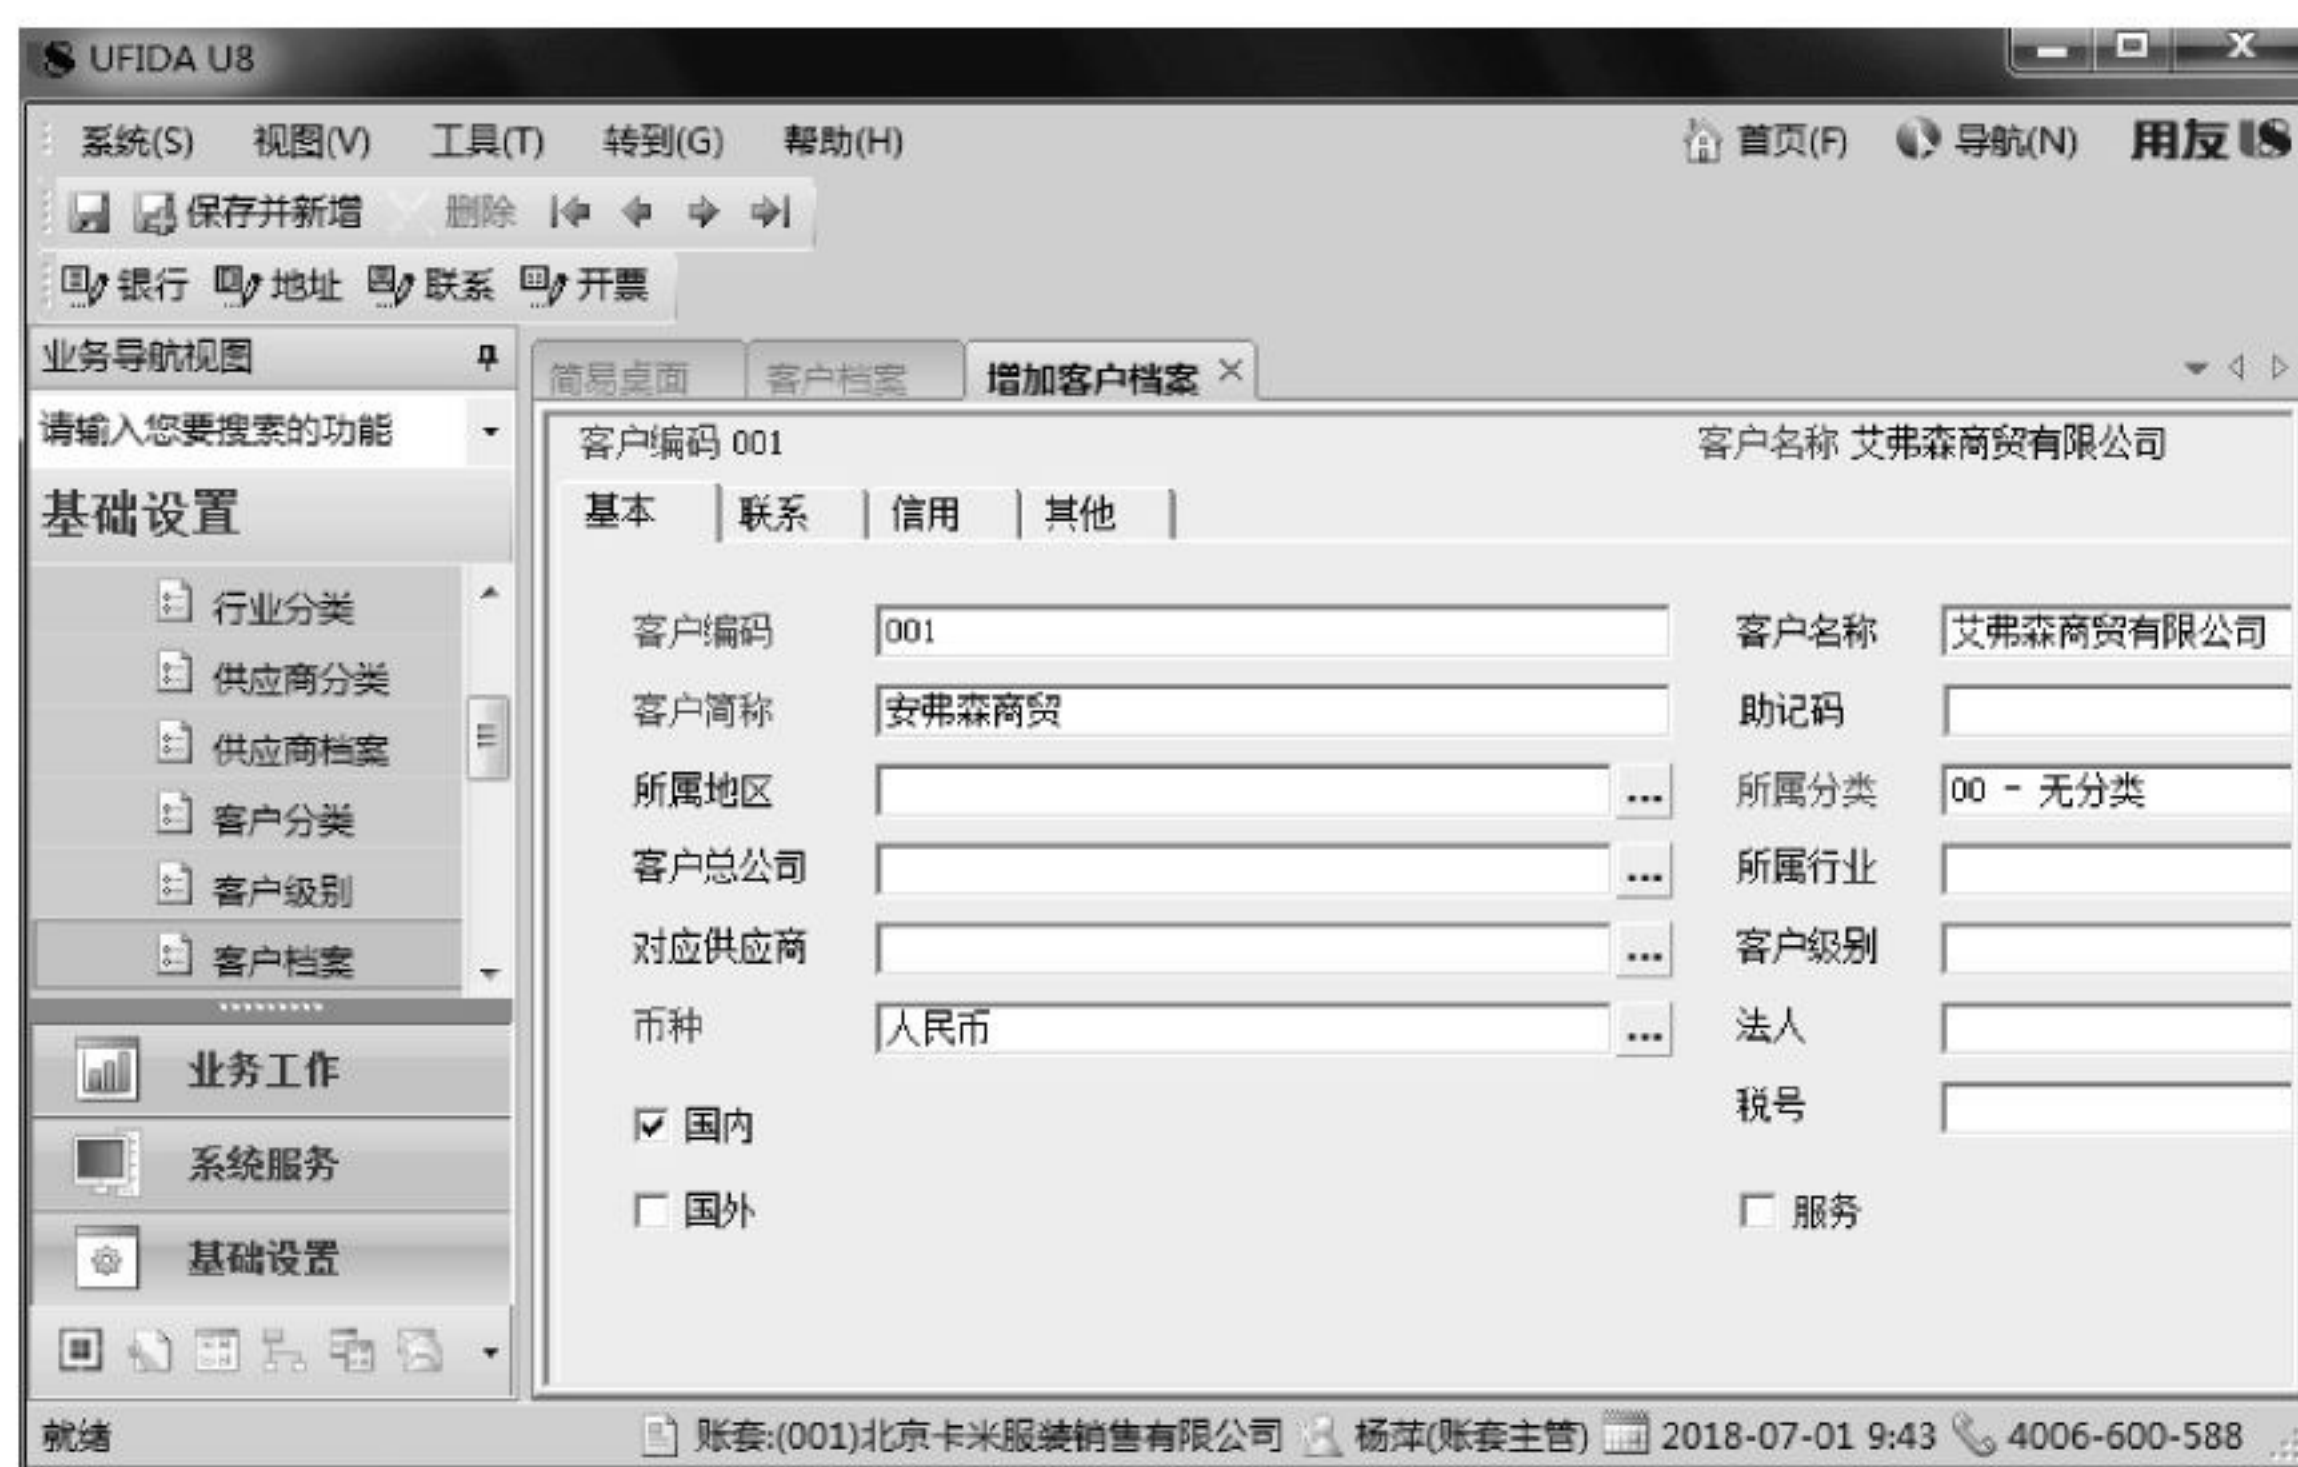 UFIDA U8
系统(S) 视图(V) 工具(T) 转到(G) 帮助(H) 首页(F) 导航(N) 用友U8
保存并新增 删除
银行 地址 联系 开票
业务导航视图
简易桌面 客户档案 增加客户档案
请输入您要搜索的功能
客户编码 001 客户名称 艾弗森商贸有限公司
基础设置
基本 联系 信用 其他
行业分类
供应商分类
供应商档案
客户分类
客户级别
客户档案
客户编码 001 客户名称 艾弗森商贸有限公司
客户简称 安弗森商贸 助记码
所属地区 ... 所属分类 00 - 无分类
客户总公司 ... 所属行业
对应供应商 ... 客户级别
币种 人民币 ... 法人
税号
国内
国外 服务
业务工作
系统服务
基础设置
就绪 账套:(001)北京卡米服装销售有限公司 杨萍(账套主管) 2018-07-01 9:43 4006-600-588